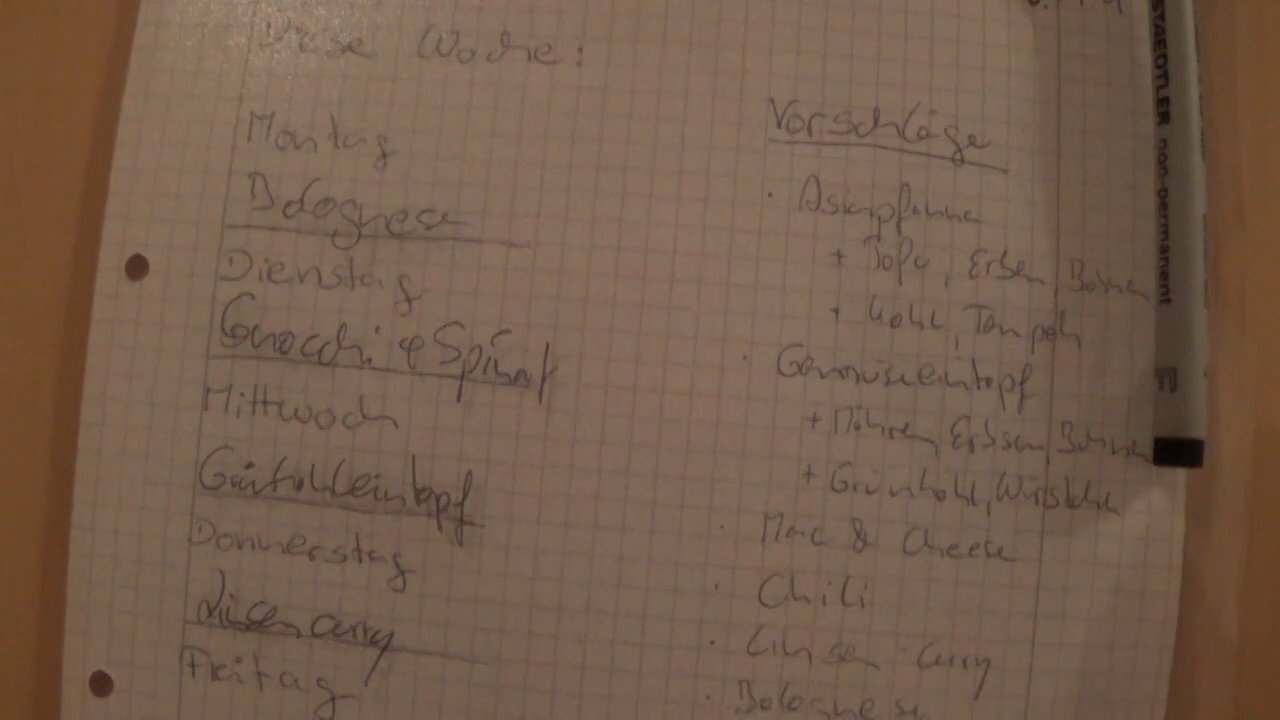 Diese Woche:
Montag
Bolognese
Dienstag
Gnocchi & Spinat
Mittwoch
Grünkohleintopf
Donnerstag
Linsencurry
Freitag
Vorschläge
· Asiapfanne
+ Tofu, Erbsen, Bohnen
+ Kohl, Tempeh
· Gemüseeintopf
+ Möhren, Erbsen, Bohnen
+ Grünkohl, Würstchen
· Mac & Cheese
· Chili
· Linsen-Curry
· Bolognese
STAEDTLER non-permanent
F